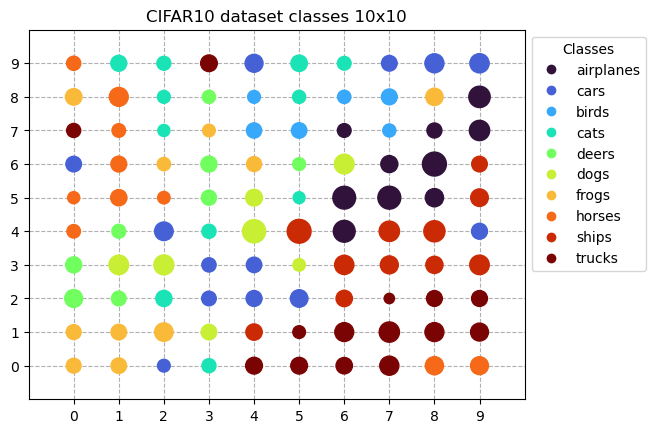 CIFAR10 dataset classes 10x10
Classes
airplanes
cars
birds
cats
deers
dogs
frogs
horses
ships
trucks
9
8
7
6
5
4
3
2
1
0
0 1 2 3 4 5 6 7 8 9